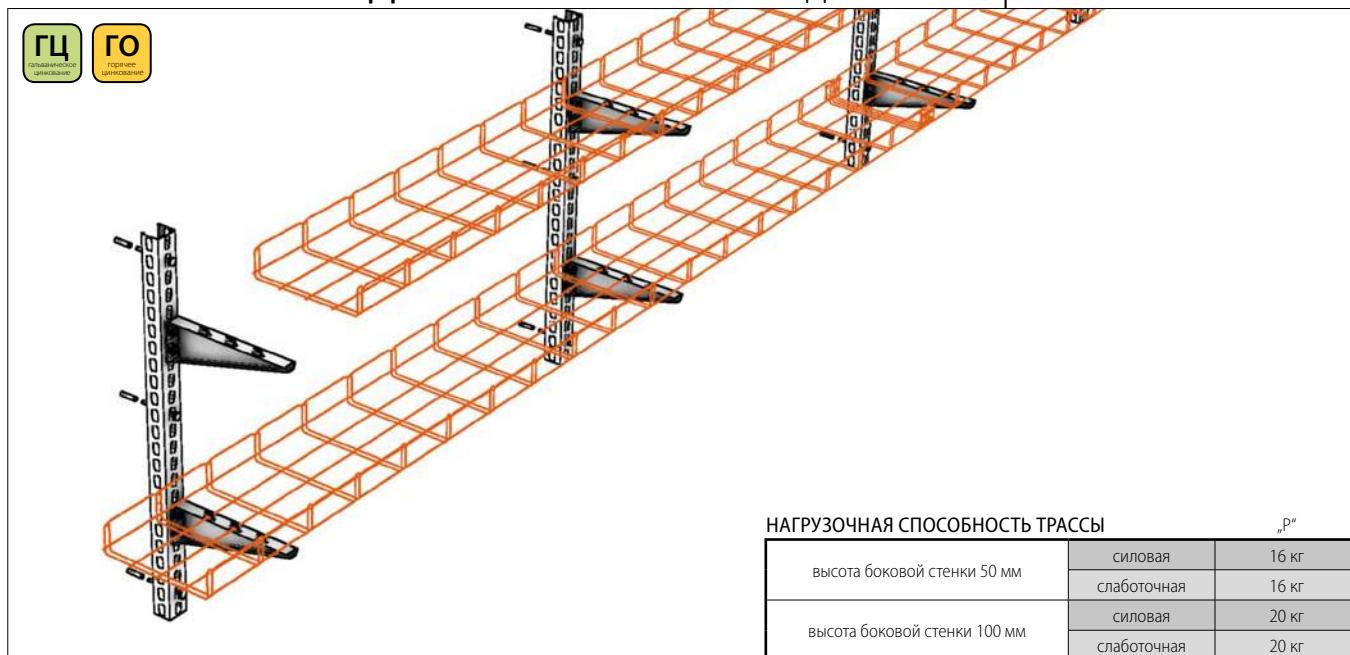 ГЦ
гальваническое
цинкование
ГО
горячее
цинкование
НАГРУЗОЧНАЯ СПОСОБНОСТЬ ТРАССЫ „P“
высота боковой стенки 50 мм
силовая 16 кг
слаботочная 16 кг
высота боковой стенки 100 мм
силовая 20 кг
слаботочная 20 кг